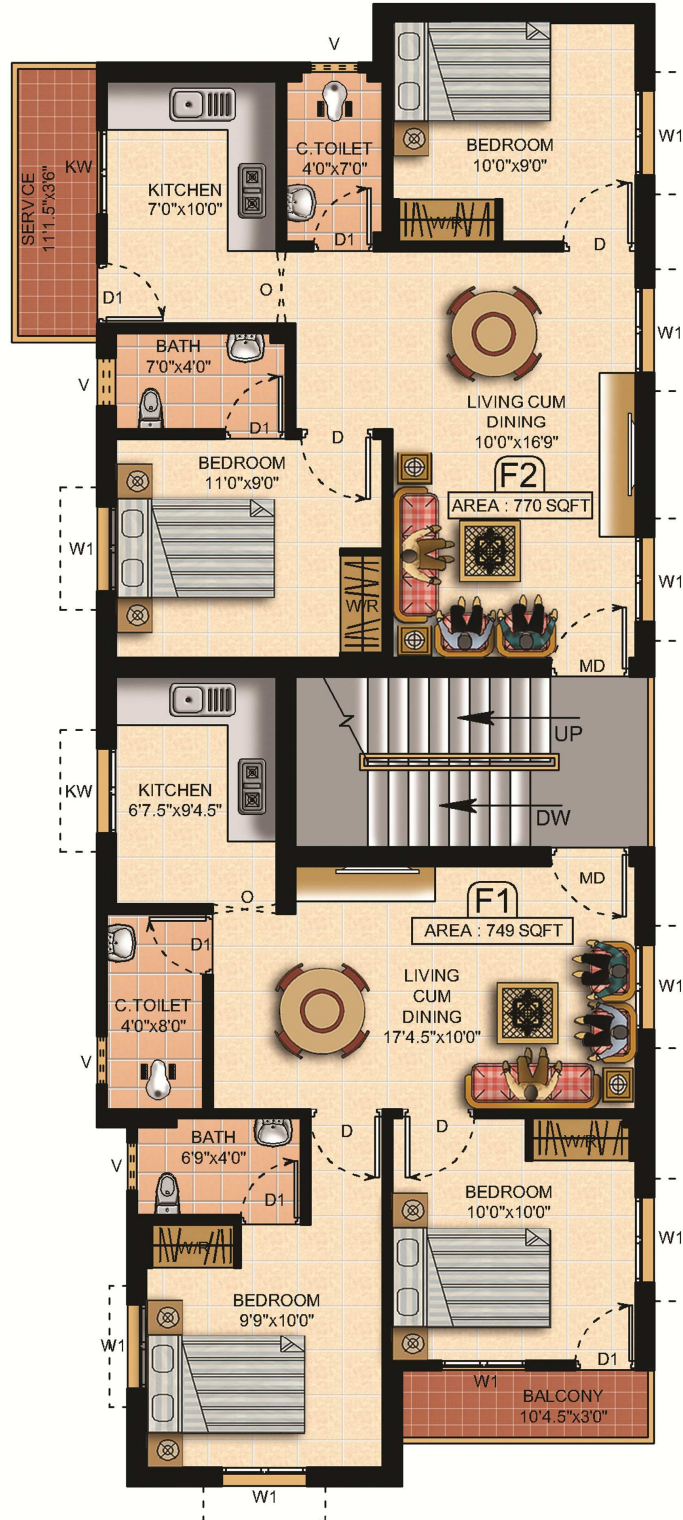 V
BEDROOM
10'0"x9'0"
W1
C.TOILET
4'0"x7'0"
KW
KITCHEN
7'0"x10'0"
SERVICE
11'1.5"x3'6"
W/R
D1
D
O
D1
W1
BATH
7'0"x4'0"
V
D1
D
LIVING CUM
DINING
10'0"x16'9"
F2
AREA : 770 SQFT
BEDROOM
11'0"x9'0"
W1
W1
W/R
MD
UP
KW
KITCHEN
6'7.5"x9'4.5"
DW
MD
O
F1
AREA : 749 SQFT
D1
LIVING
CUM
DINING
17'4.5"x10'0"
W1
C.TOILET
4'0"x8'0"
V
D
D
BATH
6'9"x4'0"
W/R
V
D1
BEDROOM
10'0"x10'0"
W1
W/R
BEDROOM
9'9"x10'0"
W1
D1
W1
BALCONY
10'4.5"x3'0"
W1